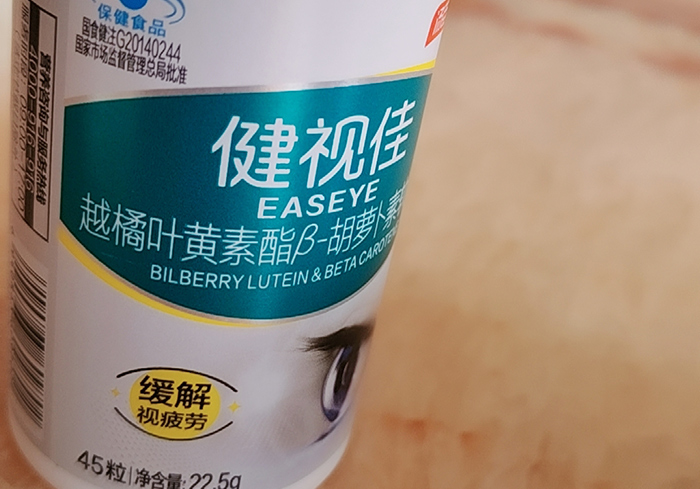 保健食品
国食健注G20140244
国家市场监督管理总局批准
健视佳
EASEYE
越橘叶黄素酯β-胡萝卜素
BILBERRY LUTEIN & BETA
缓解
视疲劳
45粒|净含量:22.5g